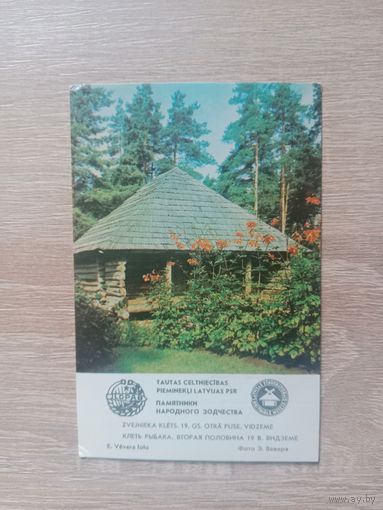 TAUTAS CELTNIECĪBAS
PIEMINEKĻI LATVIJAS PSR
ПАМЯТНИКИ
НАРОДНОГО ЗОДЧЕСТВА
ZVEJNIEKA KLĒTS. 19. GS. OTRĀ PUSE. VIDZEME
КЛЕТЬ РЫБАКА. ВТОРАЯ ПОЛОВИНА 19 В. ВИДЗЕМЕ
E. Vēvera foto
Фото Э. Вевера
ay.by